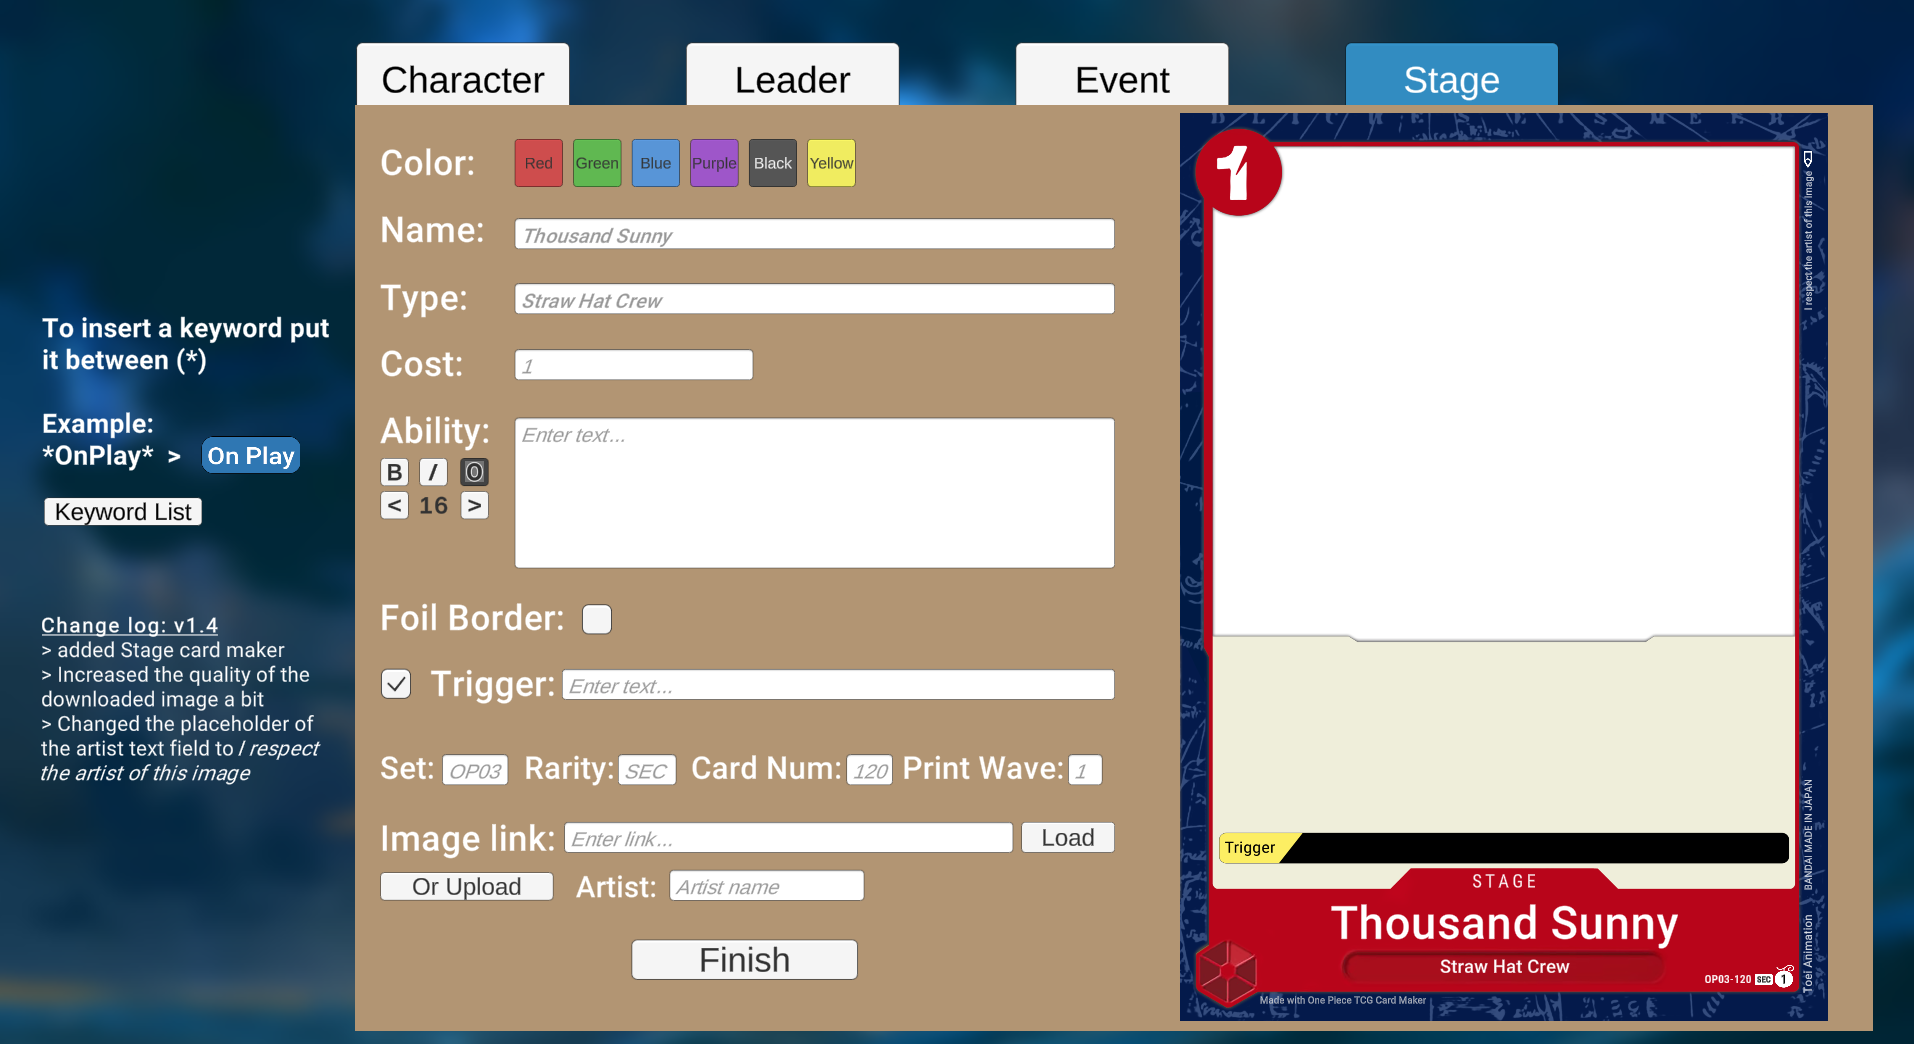 Character
Leader
Event
Stage
Color:
Red
Green
Blue
Purple
Black
Yellow
Name:
Thousand Sunny
Type:
Straw Hat Crew
Cost:
1
Ability:
B
I
O
<
16
>
Enter text...
Foil Border:
Trigger:
Enter text...
Set:
OP03
Rarity:
SEC
Card Num:
120
Print Wave:
1
Image link:
Enter link...
Load
Or Upload
Artist:
Artist name
Finish
To insert a keyword put
it between (*)
Example:
*OnPlay* >
On Play
Keyword List
Change log: v1.4
> added Stage card maker
> Increased the quality of the
downloaded image a bit
> Changed the placeholder of
the artist text field to I respect
the artist of this image
1
I respect the artist of this image
Trigger
STAGE
Thousand Sunny
Straw Hat Crew
OP03-120
SEC
1
Made with One Piece TCG Card Maker
BANDAI MADE IN JAPAN
Toei Animation